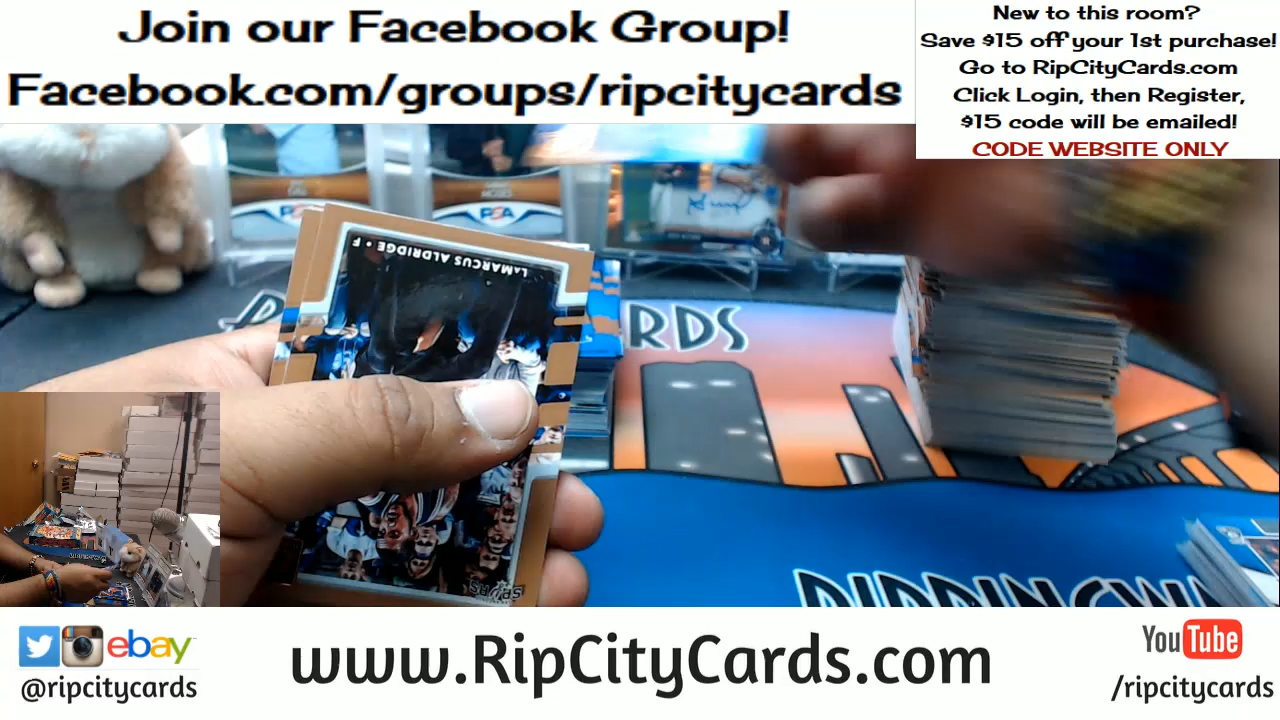 Join our Facebook Group!
Facebook.com/groups/ripcitycards
New to this room?
Save $15 off your 1st purchase!
Go to RipCityCards.com
Click Login, then Register,
$15 code will be emailed!
CODE WEBSITE ONLY
PSA
PSA
LaMARCUS ALDRIDGE • F
RDS
SPURS
ebay
@ripcitycards
www.RipCityCards.com
YouTube
/ripcitycards